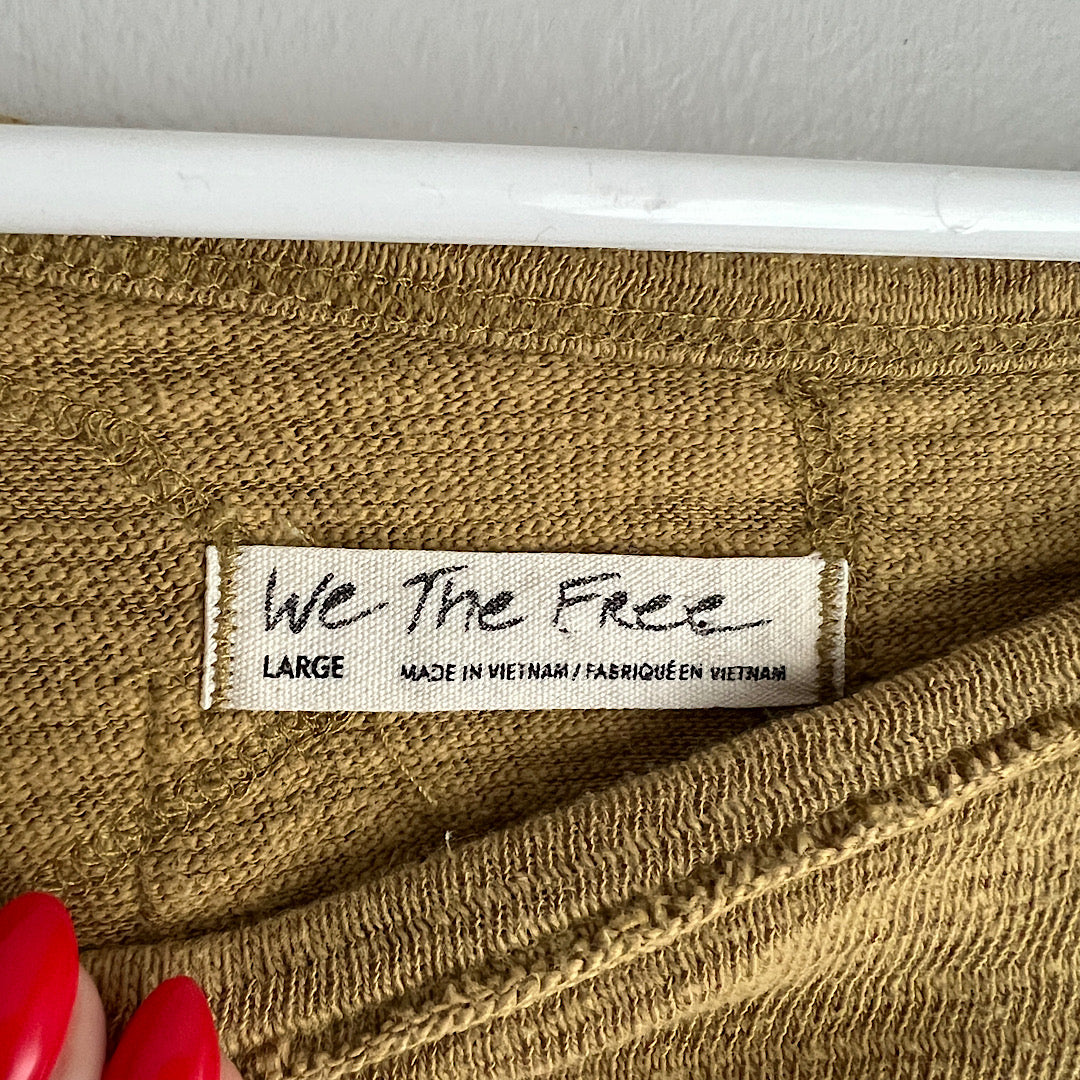 We The Free
LARGE MADE IN VIETNAM / FABRIQUÉ EN VIETNAM